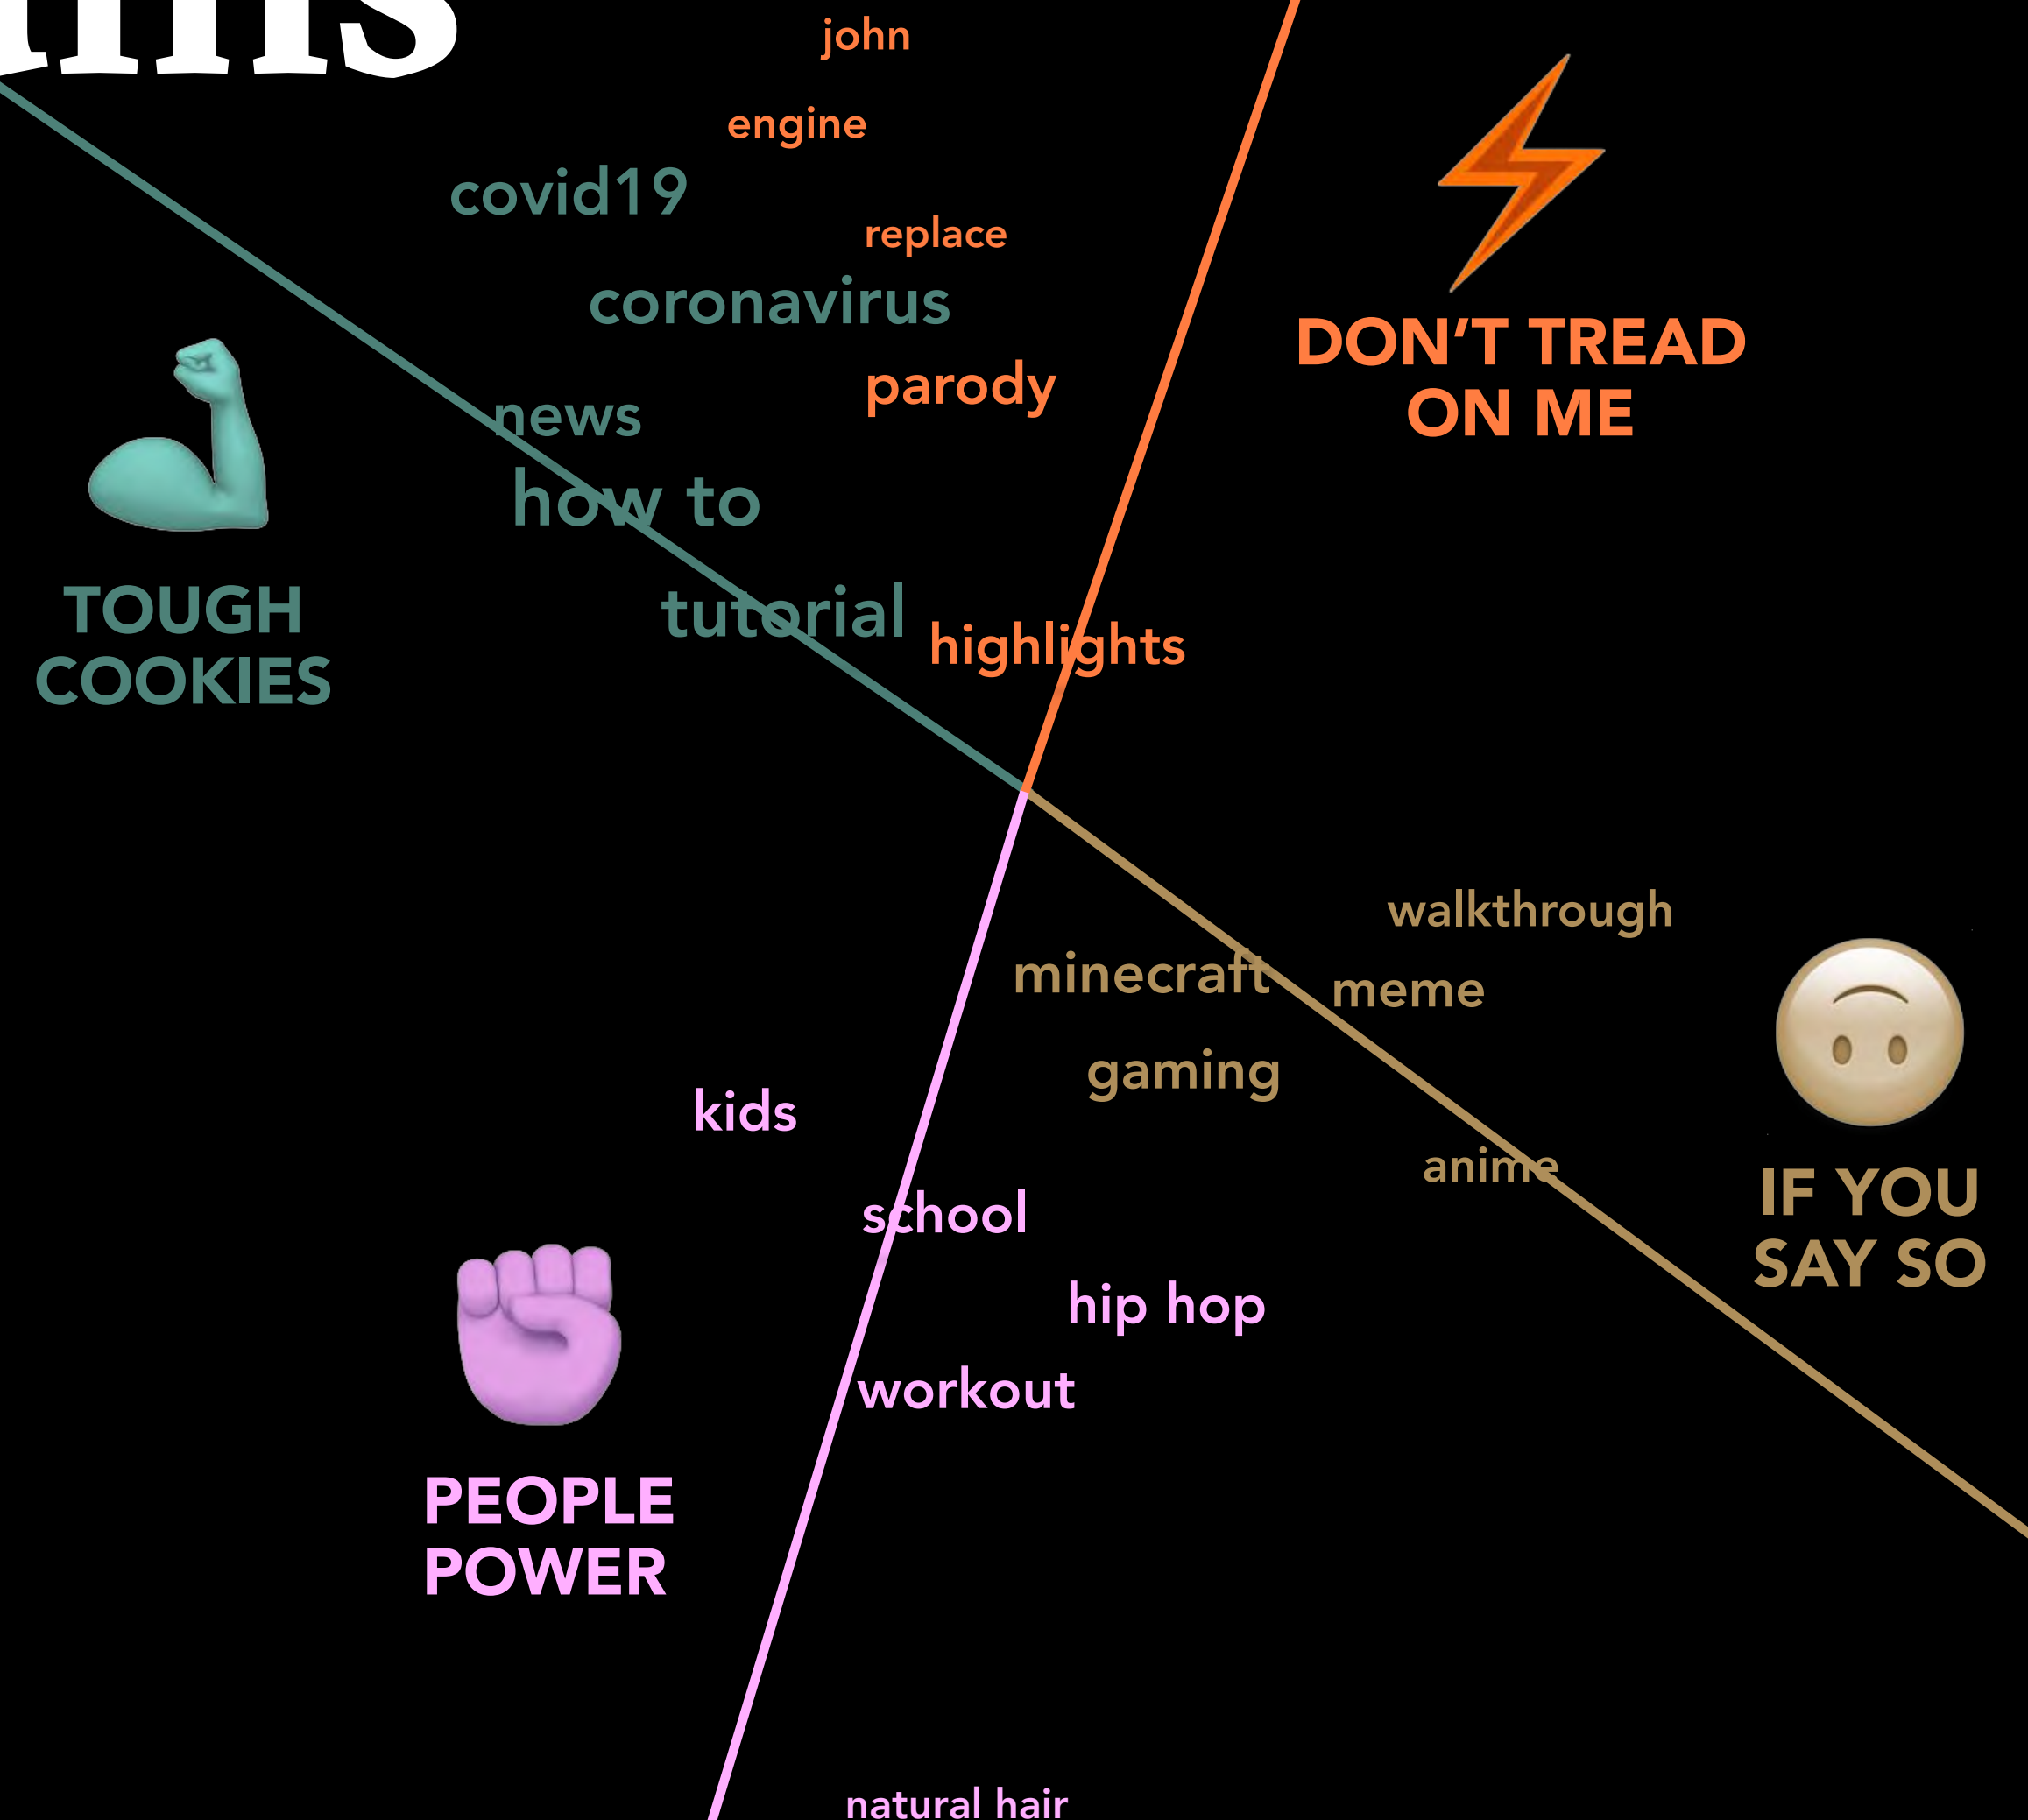 john
engine
covid19
replace
coronavirus
DON'T TREAD
ON ME
parody
news
how to
TOUGH
COOKIES
tutorial
highlights
walkthrough
minecraft
meme
gaming
kids
anime
IF YOU
SAY SO
school
hip hop
workout
PEOPLE
POWER
natural hair